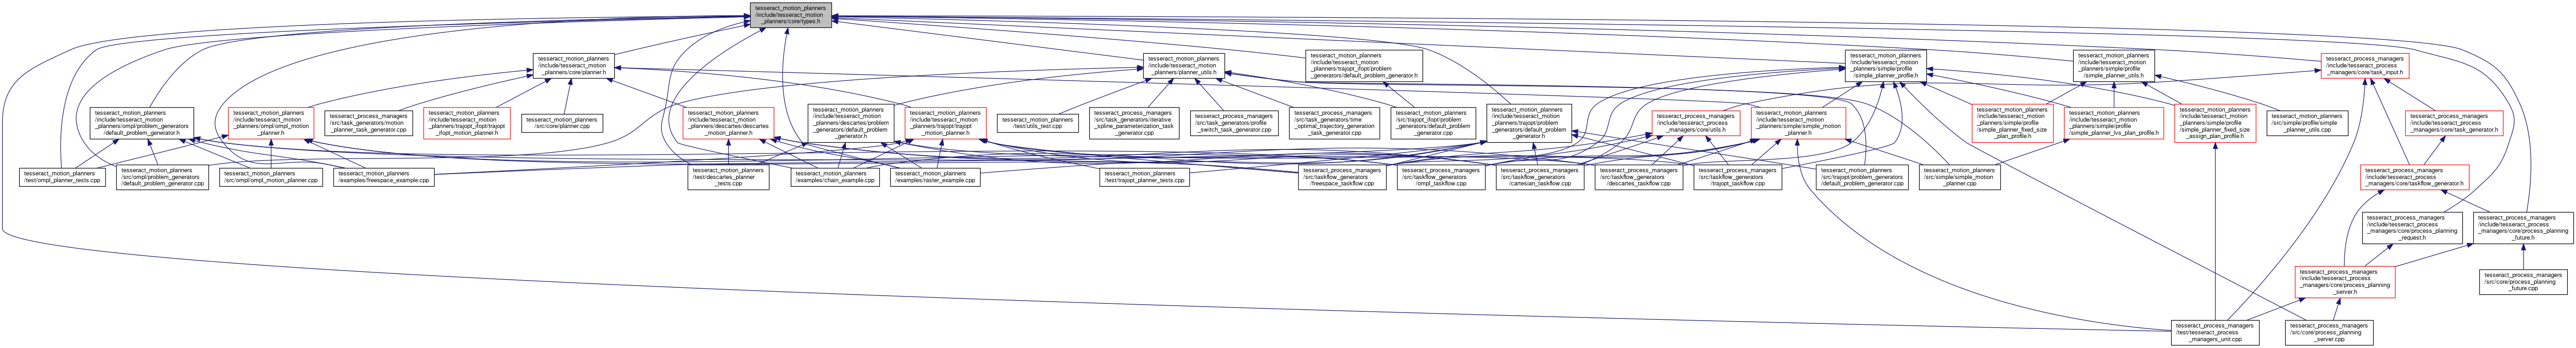 tesseract_motion_planners
/include/tesseract_motion
_planners/core/types.h
tesseract_motion_planners
/include/tesseract_motion
_planners/core/planner.h
tesseract_motion_planners
/include/tesseract_motion
_planners/planner_utils.h
tesseract_motion_planners
/include/tesseract_motion
_planners/trajopt_ifopt/problem
_generators/default_problem_generator.h
tesseract_motion_planners
/include/tesseract_motion
_planners/simple/profile
/simple_planner_profile.h
tesseract_motion_planners
/include/tesseract_motion
_planners/simple/profile
/simple_planner_utils.h
tesseract_process_managers
/include/tesseract_process
_managers/core/task_input.h
tesseract_motion_planners
/include/tesseract_motion
_planners/ompl/problem_generators
/default_problem_generator.h
tesseract_motion_planners
/include/tesseract_motion
_planners/ompl/ompl_motion
_planner.h
tesseract_process_managers
/src/task_generators/motion
_planner_task_generator.cpp
tesseract_motion_planners
/include/tesseract_motion
_planners/trajopt_ifopt/trajopt
_ifopt_motion_planner.h
tesseract_motion_planners
/src/core/planner.cpp
tesseract_motion_planners
/include/tesseract_motion
_planners/descartes/descartes
_motion_planner.h
tesseract_motion_planners
/include/tesseract_motion
_planners/descartes/problem
_generators/default_problem
_generator.h
tesseract_motion_planners
/include/tesseract_motion
_planners/trajopt/trajopt
_motion_planner.h
tesseract_motion_planners
/test/utils_test.cpp
tesseract_process_managers
/src/task_generators/iterative
_spline_parameterization_task
_generator.cpp
tesseract_process_managers
/src/task_generators/profile
_switch_task_generator.cpp
tesseract_process_managers
/src/task_generators/time
_optimal_trajectory_generation
_task_generator.cpp
tesseract_motion_planners
/src/trajopt_ifopt/problem
_generators/default_problem
_generator.cpp
tesseract_motion_planners
/include/tesseract_motion
_planners/trajopt/problem
_generators/default_problem
_generator.h
tesseract_process_managers
/include/tesseract_process
_managers/core/utils.h
tesseract_motion_planners
/include/tesseract_motion
_planners/simple/simple_motion
_planner.h
tesseract_motion_planners
/include/tesseract_motion
_planners/simple/profile
/simple_planner_fixed_size
_plan_profile.h
tesseract_motion_planners
/include/tesseract_motion
_planners/simple/profile
/simple_planner_lvs_plan_profile.h
tesseract_motion_planners
/include/tesseract_motion
_planners/simple/profile
/simple_planner_fixed_size
_assign_plan_profile.h
tesseract_motion_planners
/src/simple/profile/simple
_planner_utils.cpp
tesseract_process_managers
/include/tesseract_process
_managers/core/task_generator.h
tesseract_motion_planners
/test/ompl_planner_tests.cpp
tesseract_motion_planners
/src/ompl/problem_generators
/default_problem_generator.cpp
tesseract_motion_planners
/src/ompl/ompl_motion_planner.cpp
tesseract_motion_planners
/examples/freespace_example.cpp
tesseract_motion_planners
/test/descartes_planner
_tests.cpp
tesseract_motion_planners
/examples/chain_example.cpp
tesseract_motion_planners
/examples/raster_example.cpp
tesseract_motion_planners
/test/trajopt_planner_tests.cpp
tesseract_process_managers
/src/taskflow_generators
/freespace_taskflow.cpp
tesseract_process_managers
/src/taskflow_generators
/ompl_taskflow.cpp
tesseract_process_managers
/src/taskflow_generators
/cartesian_taskflow.cpp
tesseract_process_managers
/src/taskflow_generators
/descartes_taskflow.cpp
tesseract_process_managers
/src/taskflow_generators
/trajopt_taskflow.cpp
tesseract_motion_planners
/src/trajopt/problem_generators
/default_problem_generator.cpp
tesseract_motion_planners
/src/simple/simple_motion
_planner.cpp
tesseract_process_managers
/include/tesseract_process
_managers/core/taskflow_generator.h
tesseract_process_managers
/include/tesseract_process
_managers/core/process_planning
_request.h
tesseract_process_managers
/include/tesseract_process
_managers/core/process_planning
_future.h
tesseract_process_managers
/include/tesseract_process
_managers/core/process_planning
_server.h
tesseract_process_managers
/src/core/process_planning
_future.cpp
tesseract_process_managers
/test/tesseract_process
_managers_unit.cpp
tesseract_process_managers
/src/core/process_planning
_server.cpp